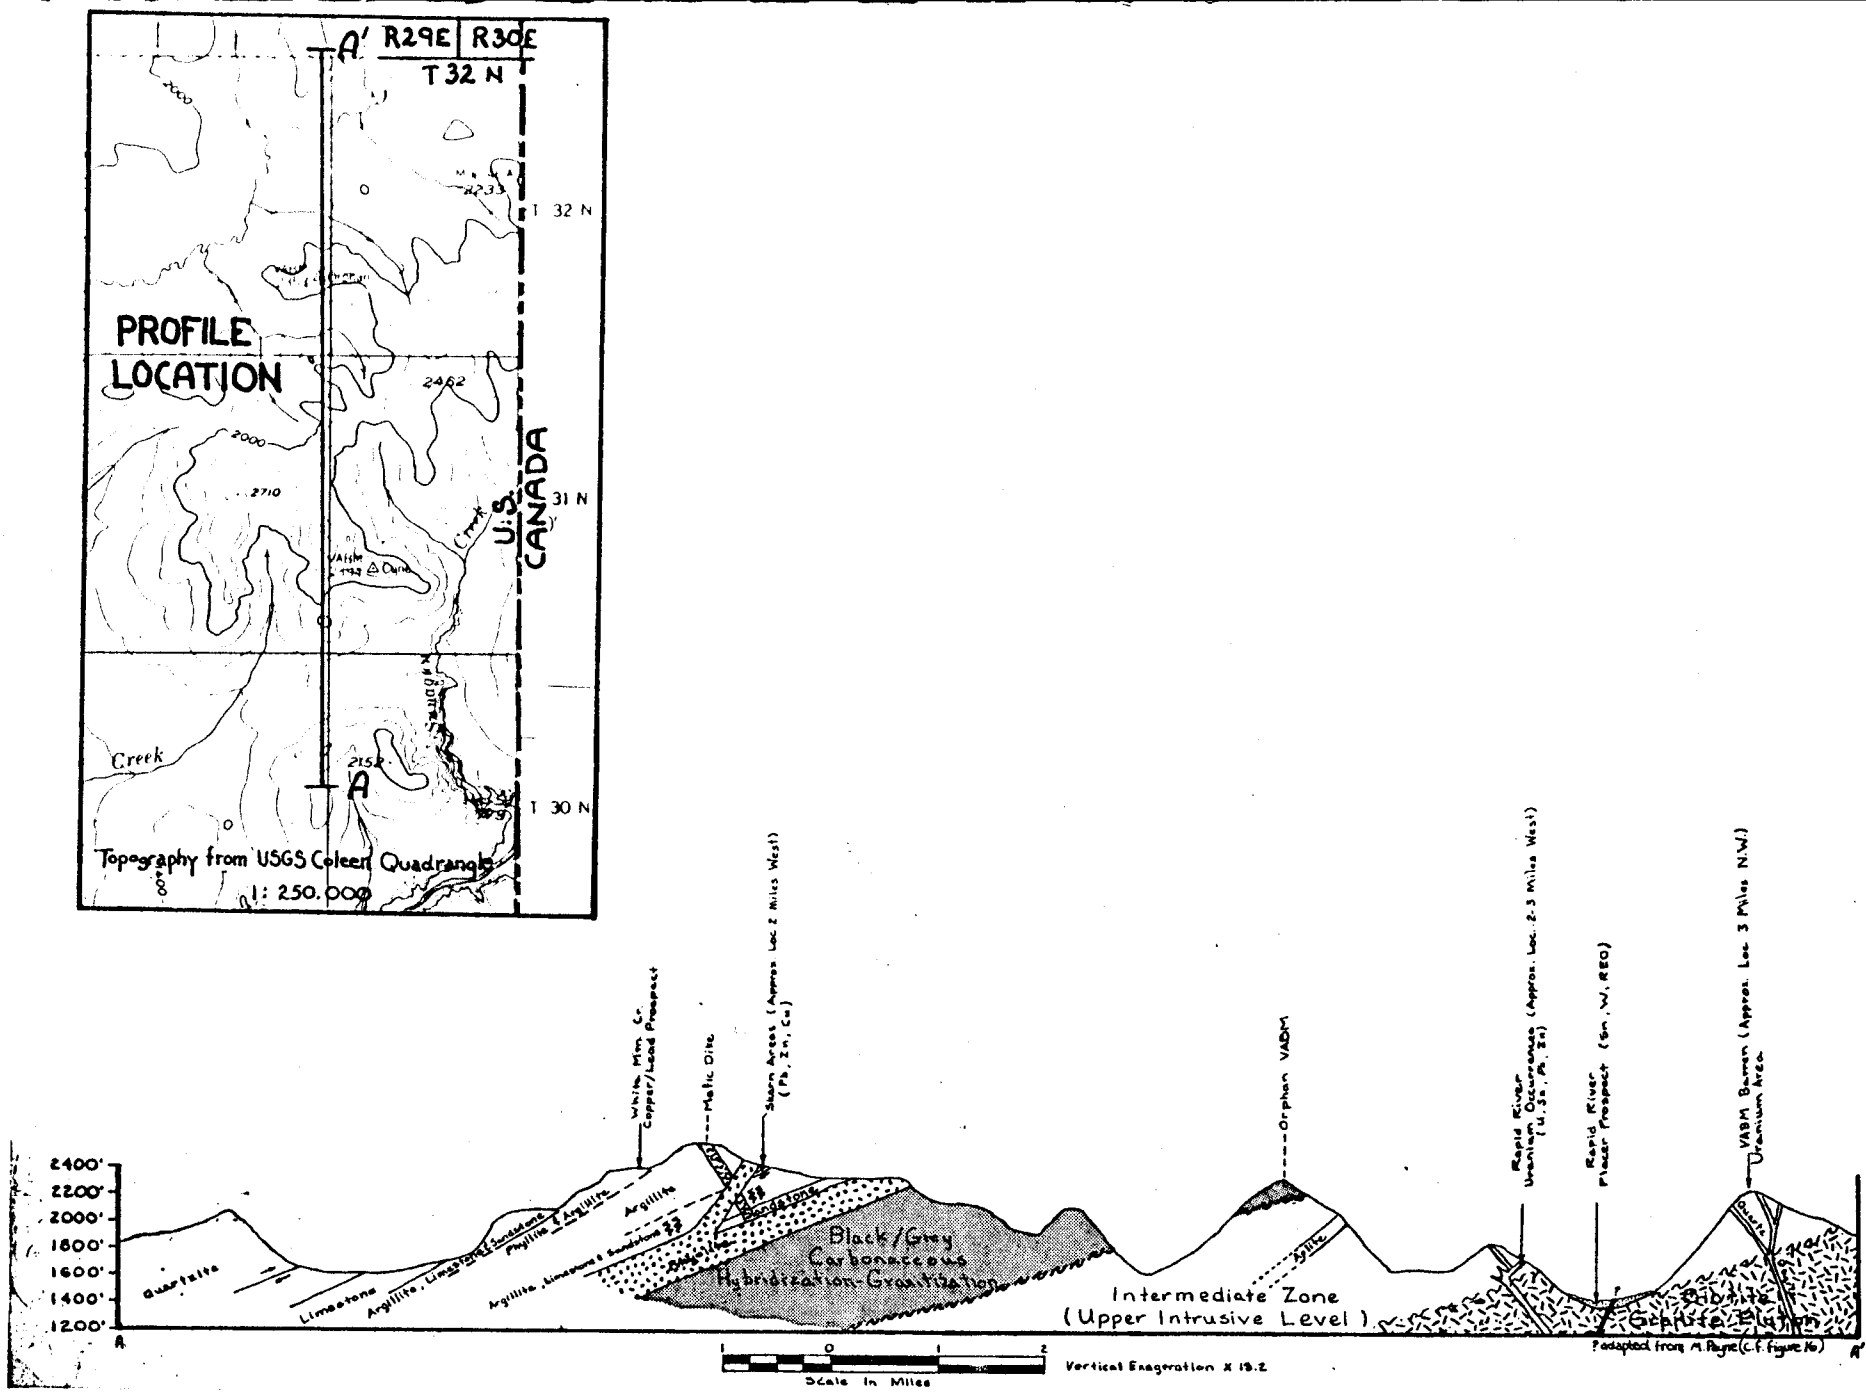 A' R29E R30E
T 32 N
2000
2233
T 32 N
PROFILE
LOCATION
2462
2000
2710
31 N
Creek
U.S.
CANADA
VABM
Creek
2152
A
T 30 N
Topography from USGS Coleen Quadrangle
1: 250.000
White Mtn. Cr.
Copper/Lead Prospect
Mafic Dike
Skarn Areas (Approx. Loc 2 Miles West)
(Pb, Zn, Cu)
Orphan VABM
Rapid River
Uranium Occurrences (Approx. Loc. 2-3 Miles West)
(U, Sn, Pb, Zn)
Rapid River
Placer Prospect (Sn, W, REO)
VABM Barren (Approx. Loc 3 Miles N.W.)
Uranium Area
2400'
2200'
2000'
1800'
1600'
1400'
1200'
Quartzite
Limestone
Argillite, Limestone & Sandstone
Phyllite & Argillite
Argillite
Argillite, Limestone & Sandstone
Sandstone
Black/Grey
Carbonaceous
Hybridization-Granitization
Aplite
Intermediate Zone
(Upper Intrusive Level)
Quartz
Biotite
Granite Pluton
A
A'
? adapted from M. Payne (c.f. Figure 16)
1 0 1 2
Scale In Miles
Vertical Exageration x 13.2